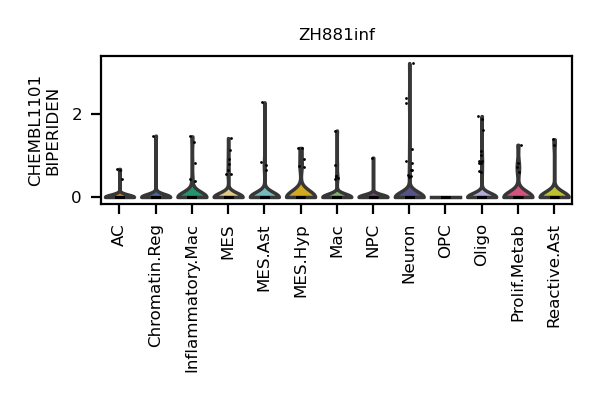 ZH881inf
CHEMBL1101
BIPERIDEN
2
0
AC
Chromatin.Reg
Inflammatory.Mac
MES
MES.Ast
MES.Hyp
Mac
NPC
Neuron
OPC
Oligo
Prolif.Metab
Reactive.Ast